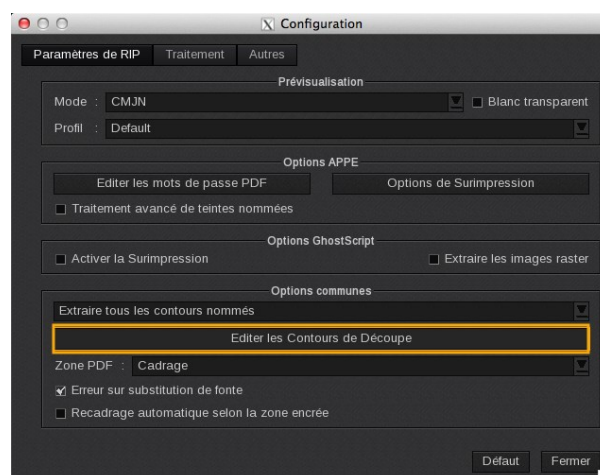 X Configuration
Paramètres de RIP Traitement Autres
Prévisualisation
Mode : CMJN Blanc transparent
Profil : Default
Options APPE
Editer les mots de passe PDF Options de Surimpression
Traitement avancé de teintes nommées
Options GhostScript
Activer la Surimpression Extraire les images raster
Options communes
Extraire tous les contours nommés
Editer les Contours de Découpe
Zone PDF : Cadrage
Erreur sur substitution de fonte
Recadrage automatique selon la zone encrée
Défaut Fermer